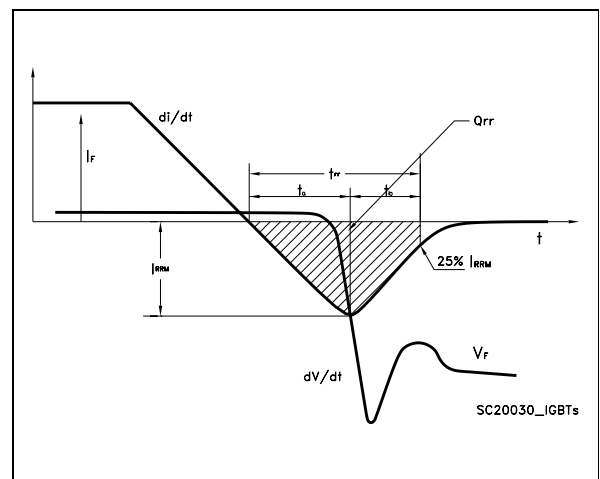 di/dt
Qrr
IF
trr
ta
tb
t
IRRM
25% IRRM
VF
dV/dt
SC20030_IGBTs